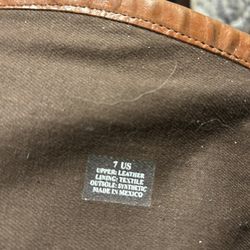 7 US
UPPER: LEATHER
LINING: TEXTILE
OUTSOLE: SYNTHETIC
MADE IN MEXICO